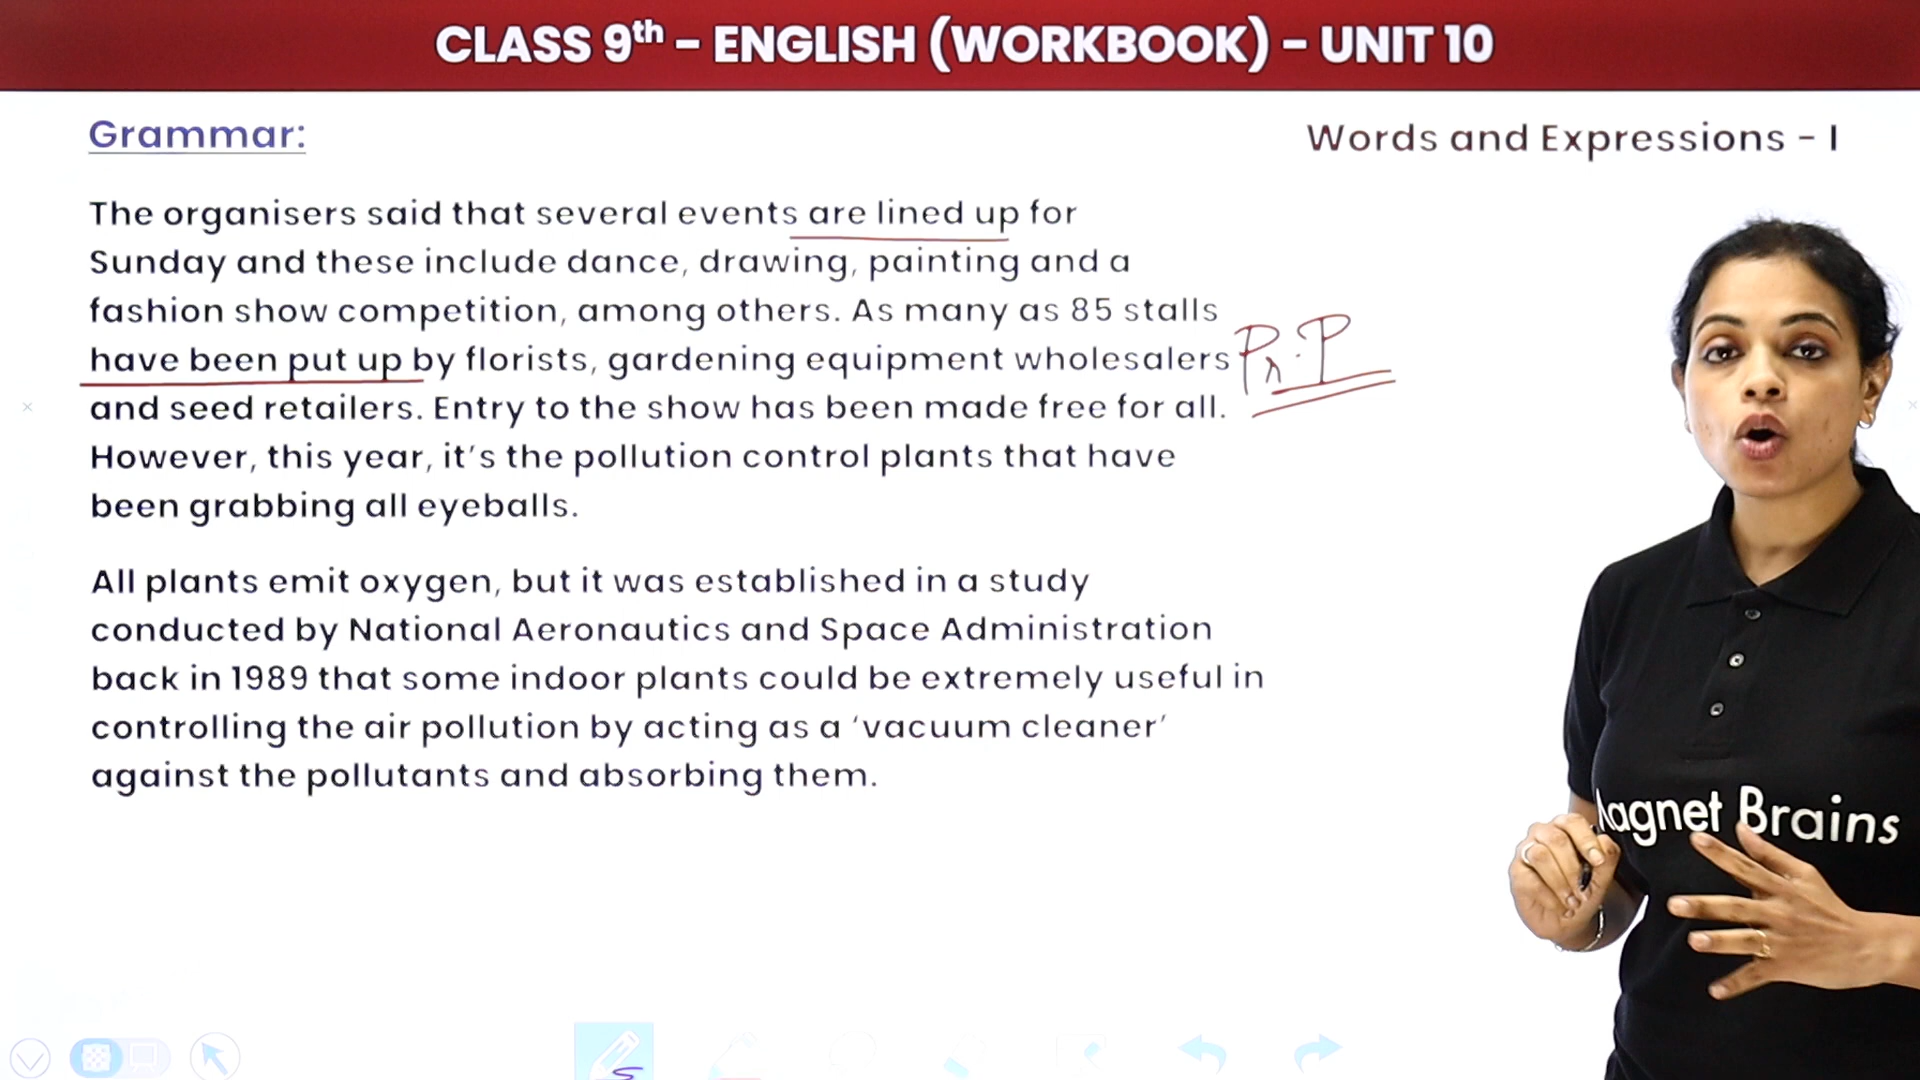 CLASS 9th - ENGLISH (WORKBOOK) - UNIT 10
Grammar:
Words and Expressions - I
The organisers said that several events are lined up for
Sunday and these include dance, drawing, painting and a
fashion show competition, among others. As many as 85 stalls
have been put up by florists, gardening equipment wholesalers
Pr. P
and seed retailers. Entry to the show has been made free for all.
However, this year, it's the pollution control plants that have
been grabbing all eyeballs.
All plants emit oxygen, but it was established in a study
conducted by National Aeronautics and Space Administration
back in 1989 that some indoor plants could be extremely useful in
controlling the air pollution by acting as a 'vacuum cleaner'
against the pollutants and absorbing them.
Magnet Brains